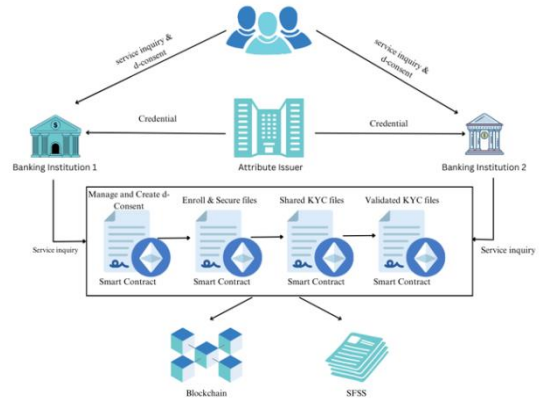 service inquiry &
d-consent
service inquiry &
d-consent
Credential
Credential
Banking Institution 1
Attribute Issuer
Banking Institution 2
Manage and Create d-
Consent
Enroll & Secure files
Shared KYC files
Validated KYC files
Service inquiry
Service inquiry
Smart Contract
Smart Contract
Smart Contract
Smart Contract
Blockchain
SFSS